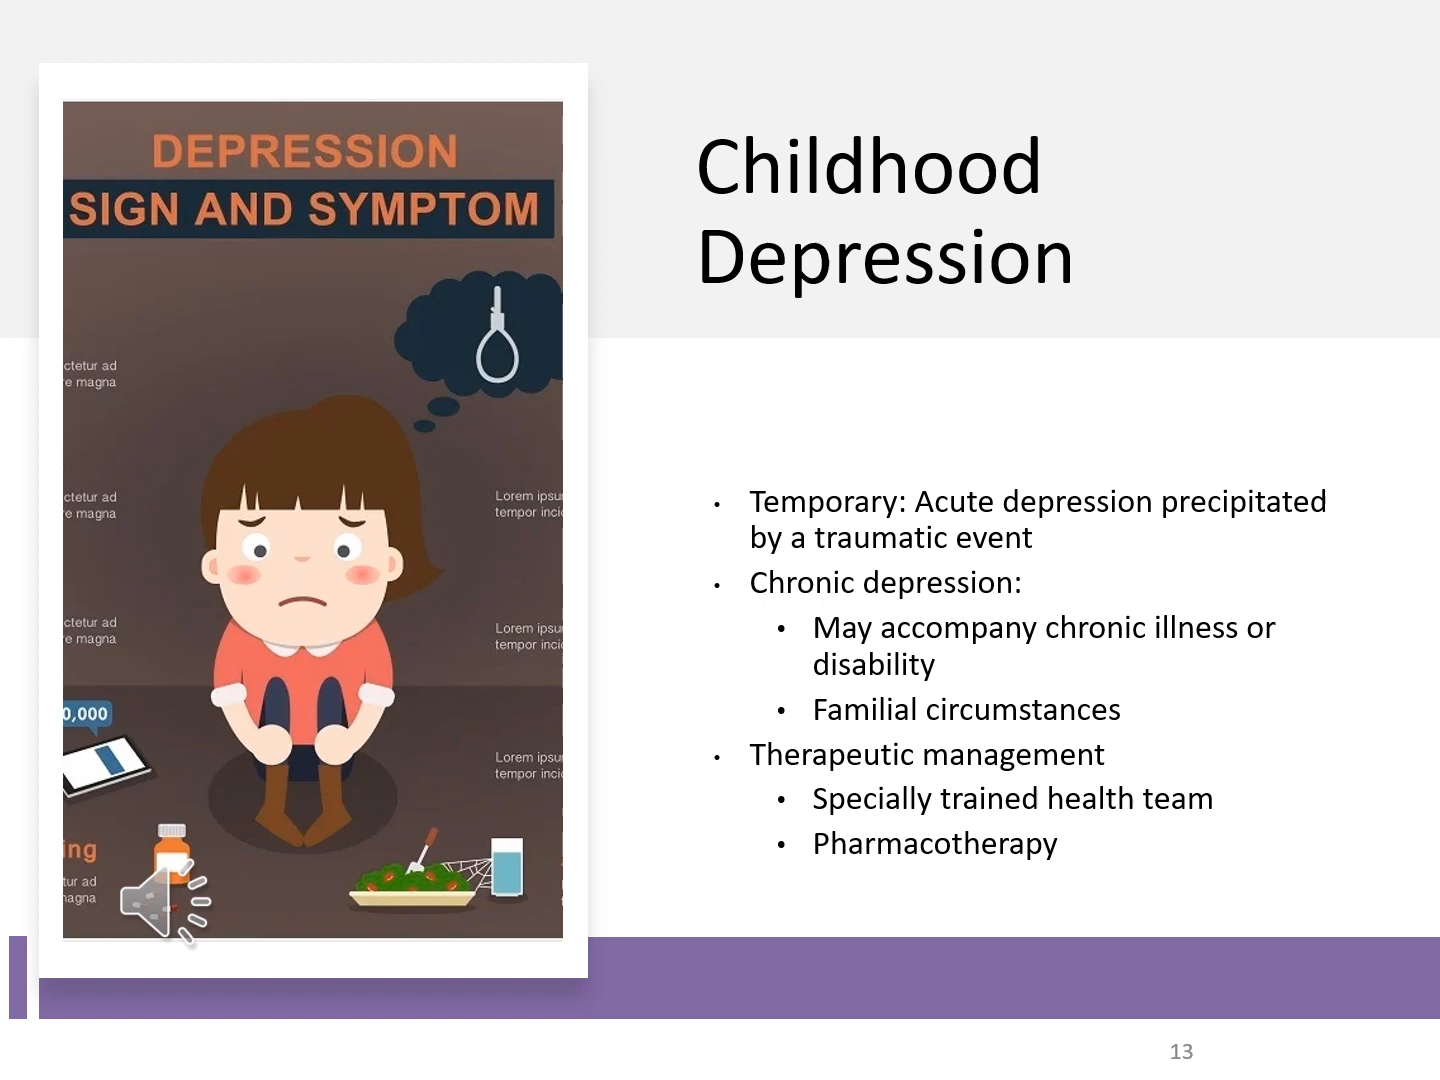 DEPRESSION
SIGN AND SYMPTOM
ctetur ad
re magna
ctetur ad
re magna
Lorem ipsu
tempor inci
ctetur ad
re magna
Lorem ipsu
tempor inci
0,000
Lorem ipsu
tempor inci
ing
tur ad
magna
Childhood
Depression
• Temporary: Acute depression precipitated
by a traumatic event
• Chronic depression:
• May accompany chronic illness or
disability
• Familial circumstances
• Therapeutic management
• Specially trained health team
• Pharmacotherapy
13